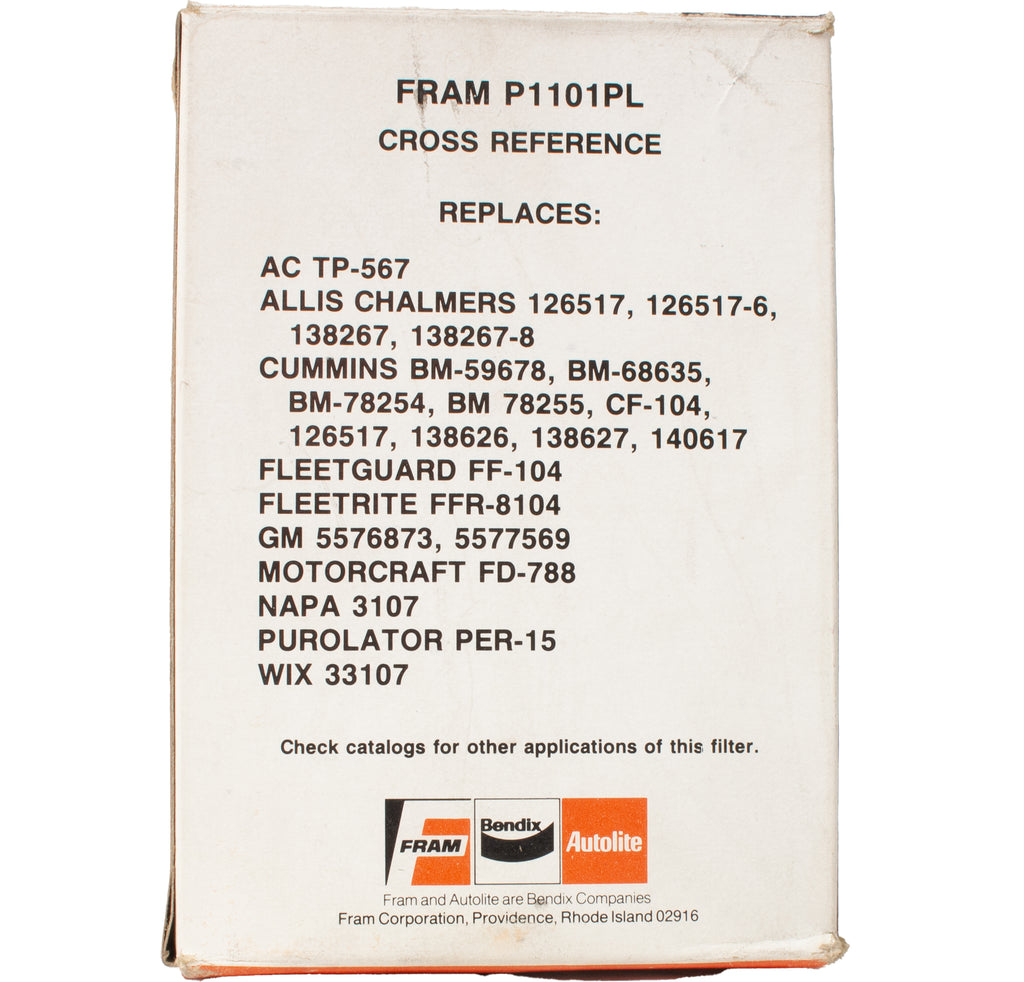 FRAM P1101PL
CROSS REFERENCE
REPLACES:
AC TP-567
ALLIS CHALMERS 126517, 126517-6,
138267, 138267-8
CUMMINS BM-59678, BM-68635,
BM-78254, BM 78255, CF-104,
126517, 138626, 138627, 140617
FLEETGUARD FF-104
FLEETRITE FFR-8104
GM 5576873, 5577569
MOTORCRAFT FD-788
NAPA 3107
PUROLATOR PER-15
WIX 33107
Check catalogs for other applications of this filter.
FRAM Bendix Autolite
Fram and Autolite are Bendix Companies
Fram Corporation, Providence, Rhode Island 02916